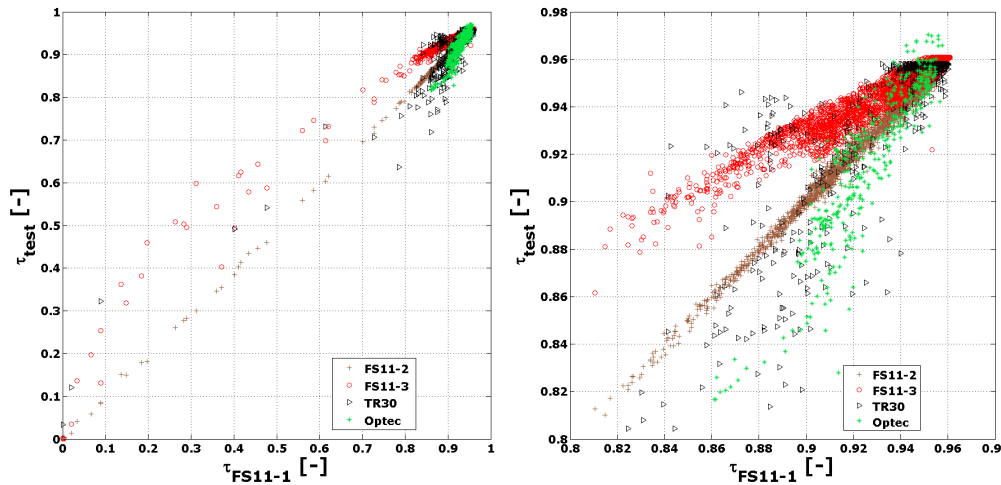 1
0.9
0.8
0.7
0.6
0.5
0.4
0.3
0.2
0.1
0
τtest [-]
0 0.1 0.2 0.3 0.4 0.5 0.6 0.7 0.8 0.9 1
τFS11-1 [-]
FS11-2
FS11-3
TR30
Optec
0.98
0.96
0.94
0.92
0.9
0.88
0.86
0.84
0.82
0.8
τtest [-]
0.8 0.82 0.84 0.86 0.88 0.9 0.92 0.94 0.96 0.9
τFS11-1 [-]
FS11-2
FS11-3
TR30
Optec